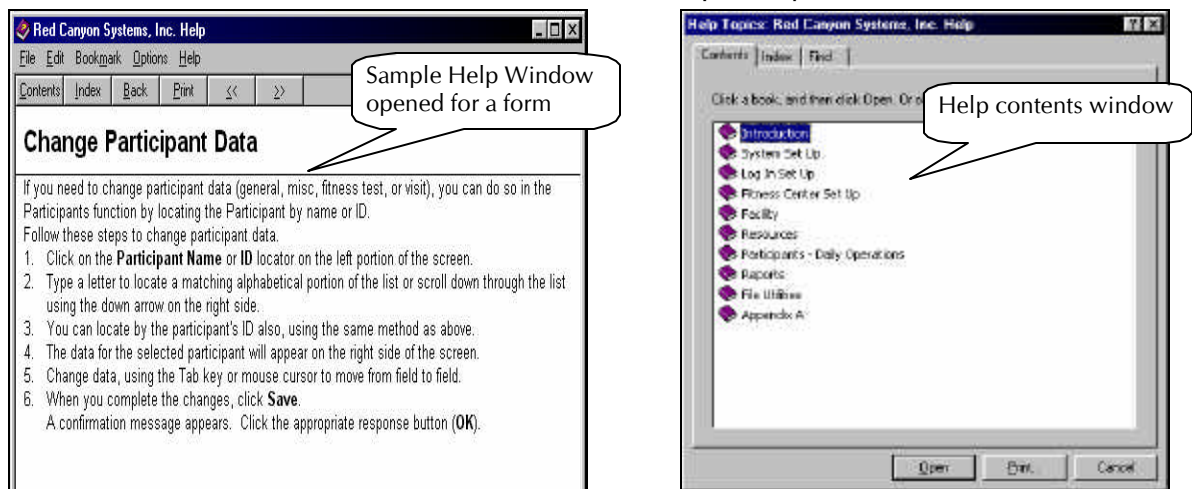 Red Canyon Systems, Inc. Help
File Edit Bookmark Options Help
Contents Index Back Print << >>
Sample Help Window
opened for a form
Change Participant Data
If you need to change participant data (general, misc, fitness test, or visit), you can do so in the
Participants function by locating the Participant by name or ID.
Follow these steps to change participant data.
1. Click on the Participant Name or ID locator on the left portion of the screen.
2. Type a letter to locate a matching alphabetical portion of the list or scroll down through the list
using the down arrow on the right side.
3. You can locate by the participant's ID also, using the same method as above.
4. The data for the selected participant will appear on the right side of the screen.
5. Change data, using the Tab key or mouse cursor to move from field to field.
6. When you complete the changes, click Save.
A confirmation message appears. Click the appropriate response button (OK).
Help Topics: Red Canyon Systems, Inc. Help
Contents Index Find
Click a book, and then click Open. Or
Help contents window
Introduction
System Set Up
Log In Set Up
Fitness Center Set Up
Facility
Resources
Participants - Daily Operations
Reports
File Utilities
Appendix A
Open Print... Cancel